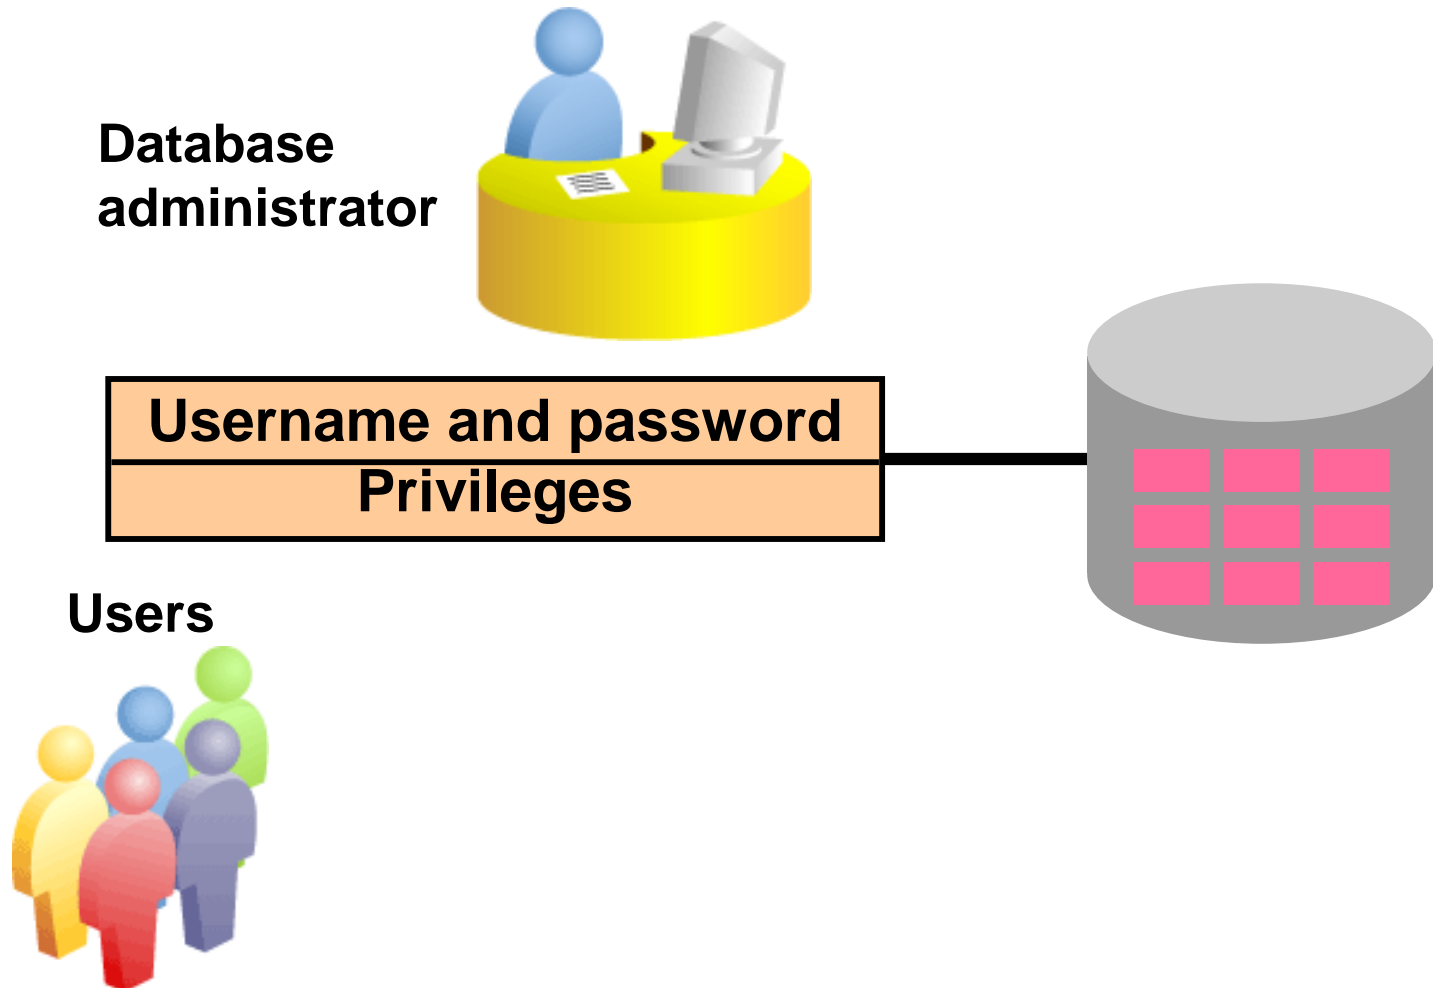 Database
administrator
Username and password
Privileges
Users